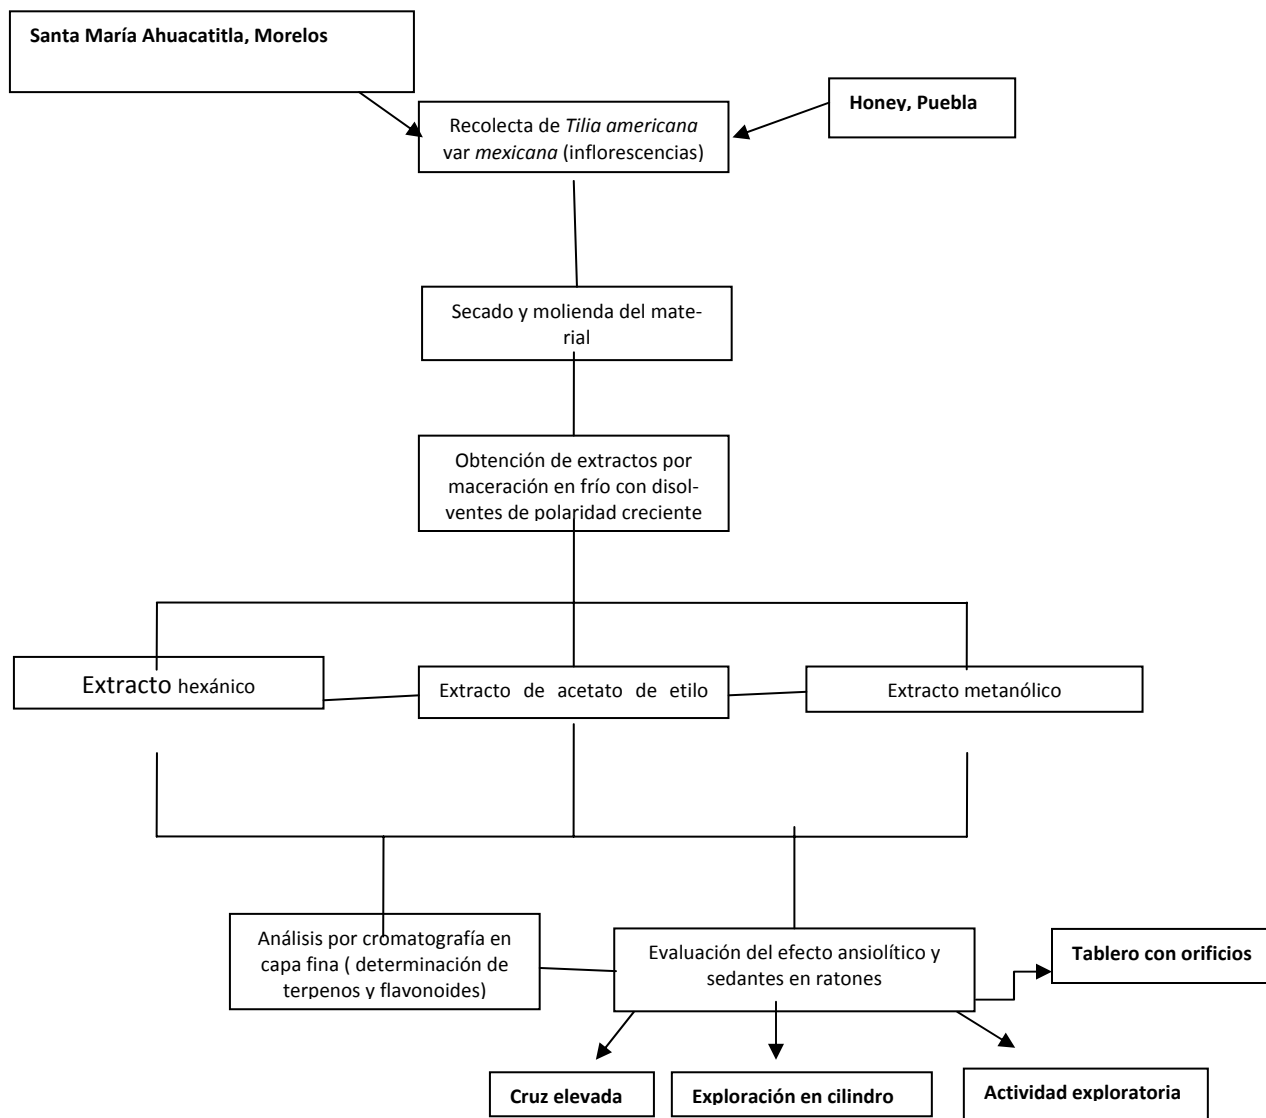 Santa María Ahuacatitla, Morelos
Honey, Puebla
Recolecta de Tilia americana
var mexicana (inflorescencias)
Secado y molienda del mate-
rial
Obtención de extractos por
maceración en frío con disol-
ventes de polaridad creciente
Extracto hexánico
Extracto de acetato de etilo
Extracto metanólico
Análisis por cromatografía en
capa fina ( determinación de
terpenos y flavonoides)
Evaluación del efecto ansiolítico y
sedantes en ratones
Tablero con orificios
Cruz elevada
Exploración en cilindro
Actividad exploratoria